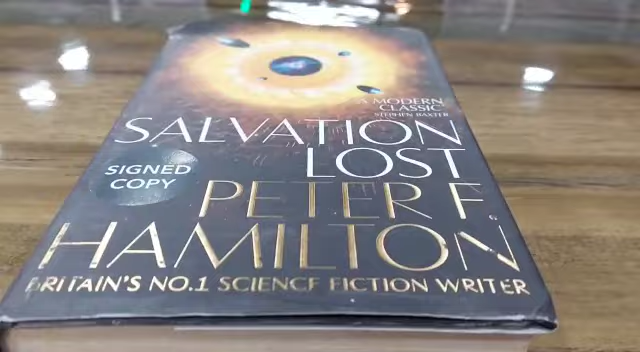 A MODERN
CLASSIC
STEPHEN BAXTER
SALVATION
LOST
SIGNED
COPY
PETER F.
HAMILTON
BRITAIN'S NO.1 SCIENCE FICTION WRITER